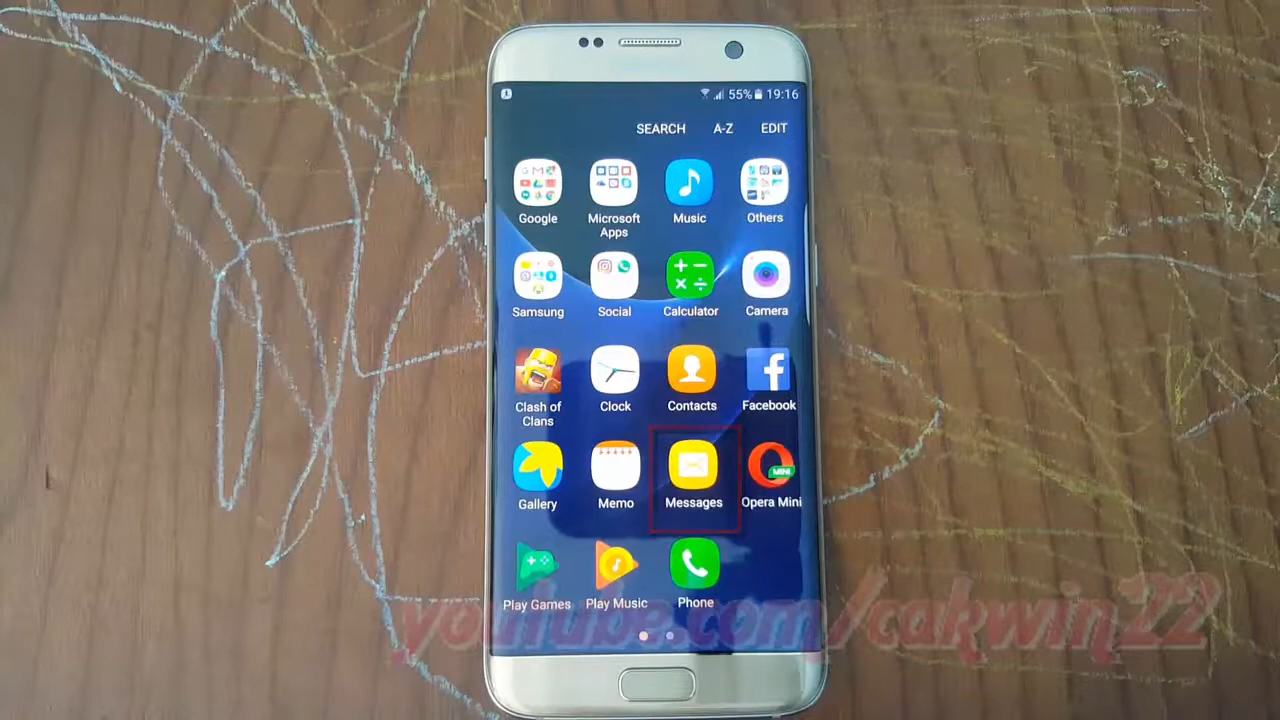 55% 19:16
SEARCH A-Z EDIT
Google Microsoft Apps Music Others
Samsung Social Calculator Camera
Clash of Clans Clock Contacts Facebook
MINI
Gallery Memo Messages Opera Mini
Play Games Play Music Phone
youtube.com/cakwin22